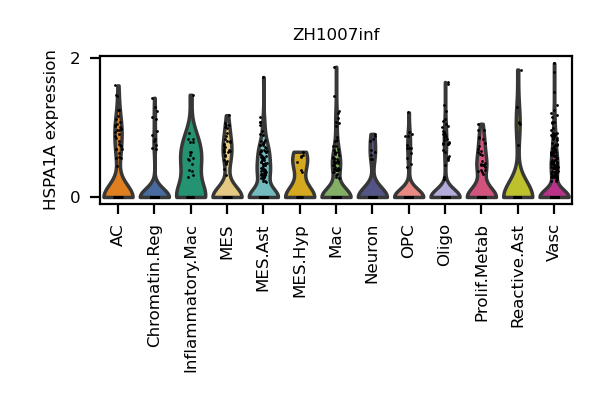 ZH1007inf
HSPA1A expression
2
0
AC
Chromatin.Reg
Inflammatory.Mac
MES
MES.Ast
MES.Hyp
Mac
Neuron
OPC
Oligo
Prolif.Metab
Reactive.Ast
Vasc